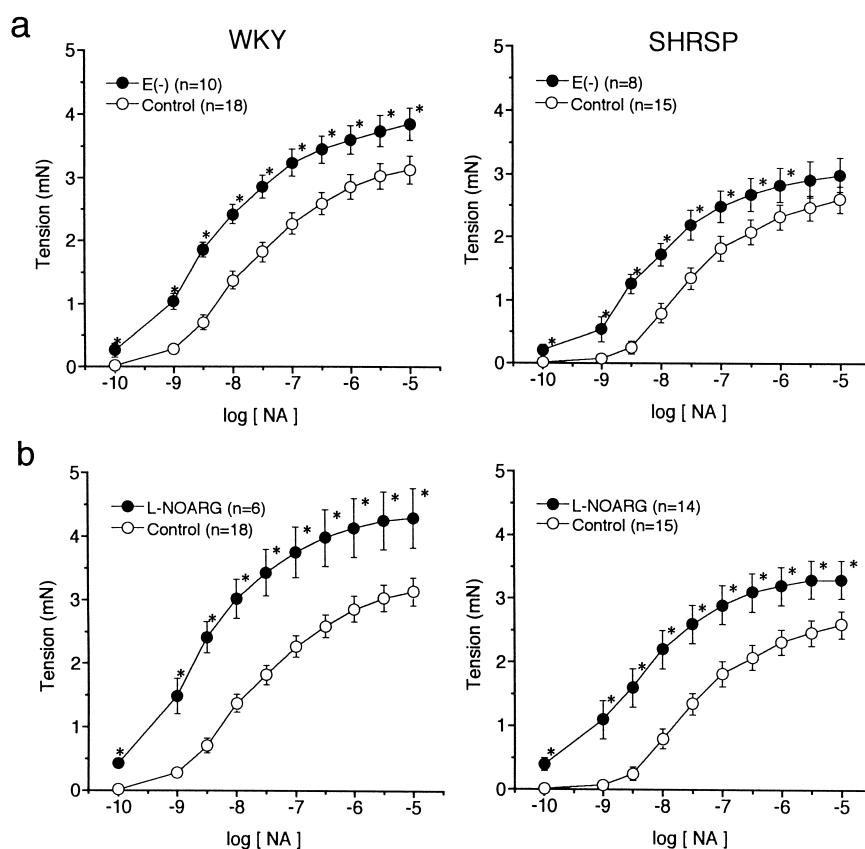 a
WKY
SHRSP
5
4
3
2
1
0
Tension (mN)
E(-) (n=10)
Control (n=18)
* * * * * * * * * *
-10 -9 -8 -7 -6 -5
log [ NA ]
5
4
3
2
1
0
Tension (mN)
E(-) (n=8)
Control (n=15)
* * * * * * * *
-10 -9 -8 -7 -6 -5
log [ NA ]
b
5
4
3
2
1
0
Tension (mN)
L-NOARG (n=6)
Control (n=18)
* * * * * * * * * *
-10 -9 -8 -7 -6 -5
log [ NA ]
5
4
3
2
1
0
Tension (mN)
L-NOARG (n=14)
Control (n=15)
* * * * * * * * * *
-10 -9 -8 -7 -6 -5
log [ NA ]